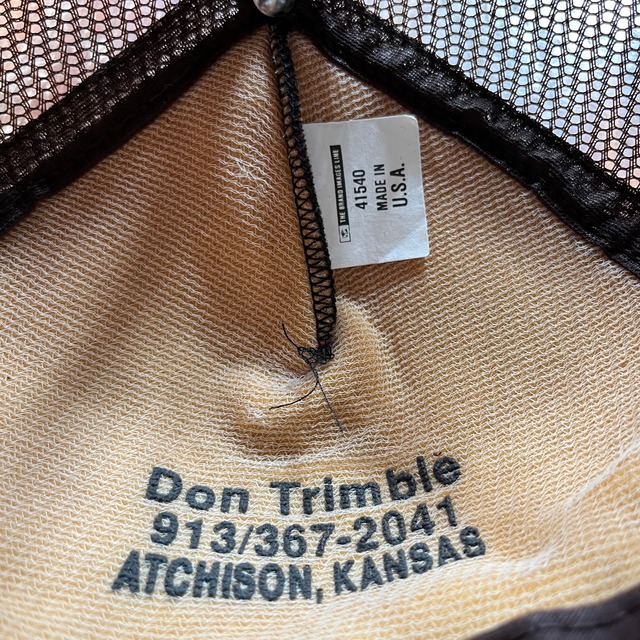 THE BRAND IMAGES LINE
41540
MADE IN
U.S.A.
Don Trimble
913/367-2041
ATCHISON, KANSAS